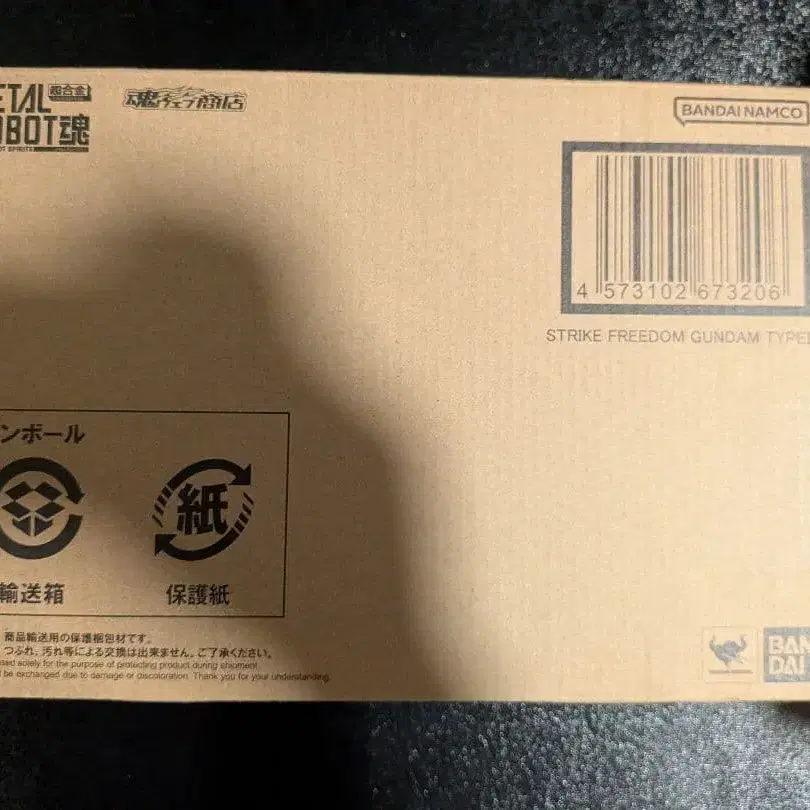 ETAL 超合金
OBOT魂
OT SPIRITS
魂ウェブ商店
BANDAI NAMCO
4 573102 673206
STRIKE FREEDOM GUNDAM TYPE
ンボール
紙
輸送箱
保護紙
商品輸送用の保護梱包材です。
つぶれ、汚れ等による交換は出来ません。ご了承ください。
sed solely for the purpose of protecting product during shipment.
be exchanged due to damage or discoloration. Thank you for your understanding.
BAN
DAI